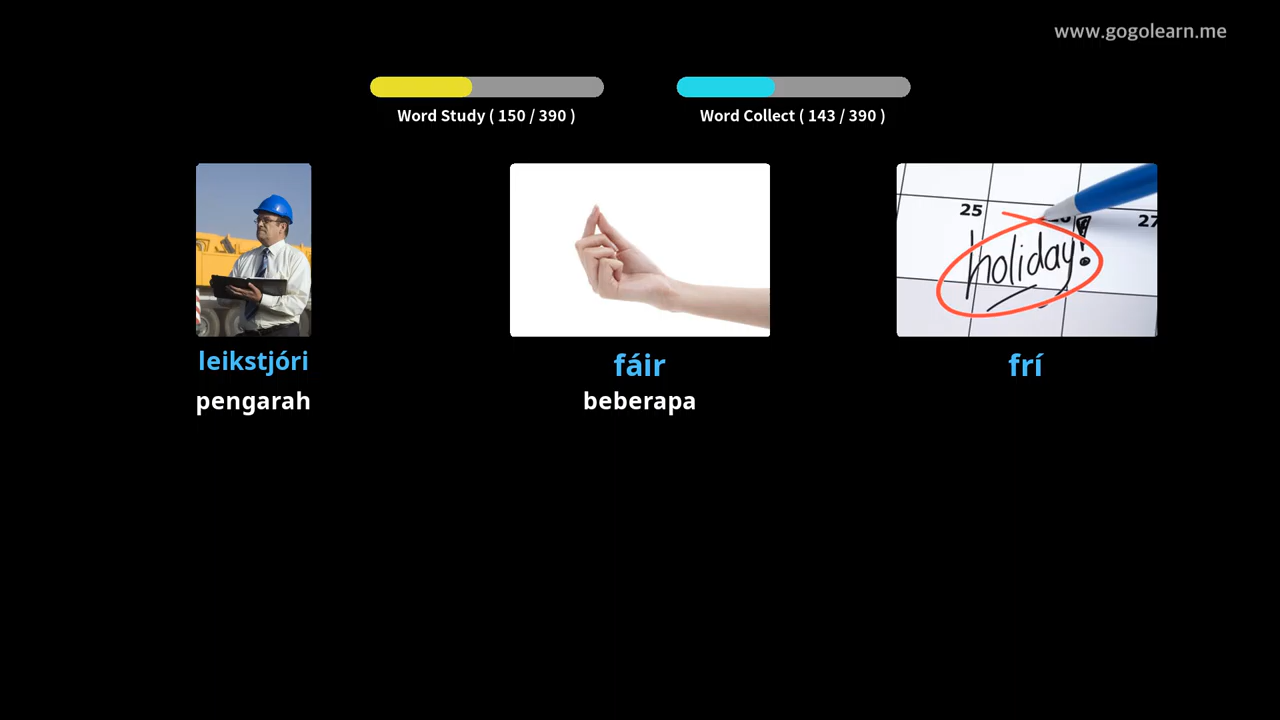 www.gogolearn.me
Word Study ( 150 / 390 )
Word Collect ( 143 / 390 )
25
27
holiday!
leikstjóri
fáir
frí
pengarah
beberapa